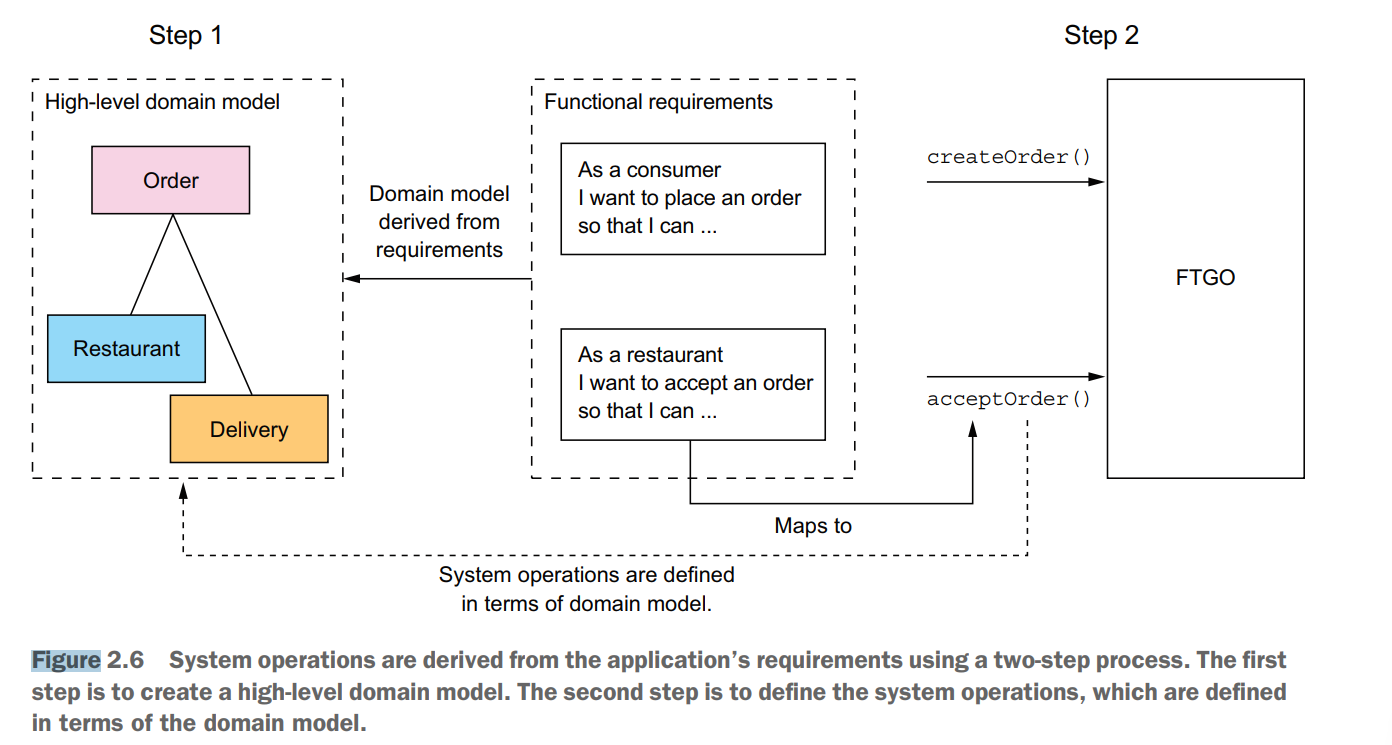 Step 1
Step 2
High-level domain model
Order
Restaurant
Delivery
Domain model
derived from
requirements
Functional requirements
As a consumer
I want to place an order
so that I can ...
As a restaurant
I want to accept an order
so that I can ...
createOrder()
acceptOrder()
FTGO
Maps to
System operations are defined
in terms of domain model.
Figure 2.6 System operations are derived from the application’s requirements using a two-step process. The first
step is to create a high-level domain model. The second step is to define the system operations, which are defined
in terms of the domain model.